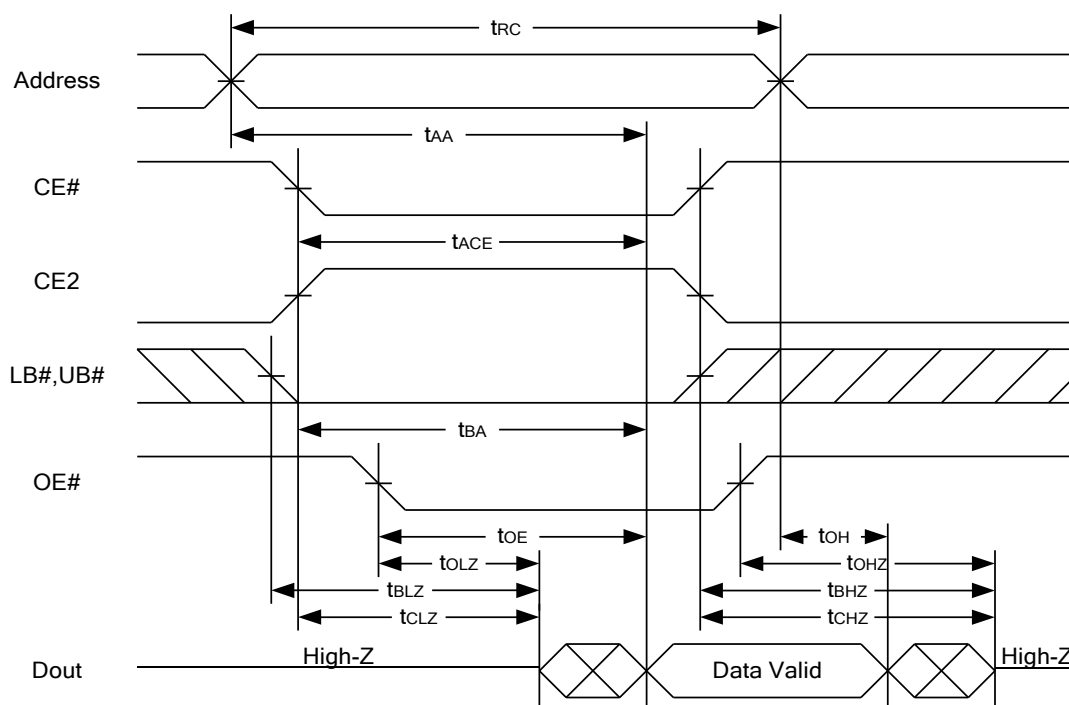 tRC
Address
tAA
CE#
tACE
CE2
LB#,UB#
tBA
OE#
tOE
tOH
tOLZ
tOHZ
tBLZ
tBHZ
tCLZ
tCHZ
Dout
High-Z
Data Valid
High-Z